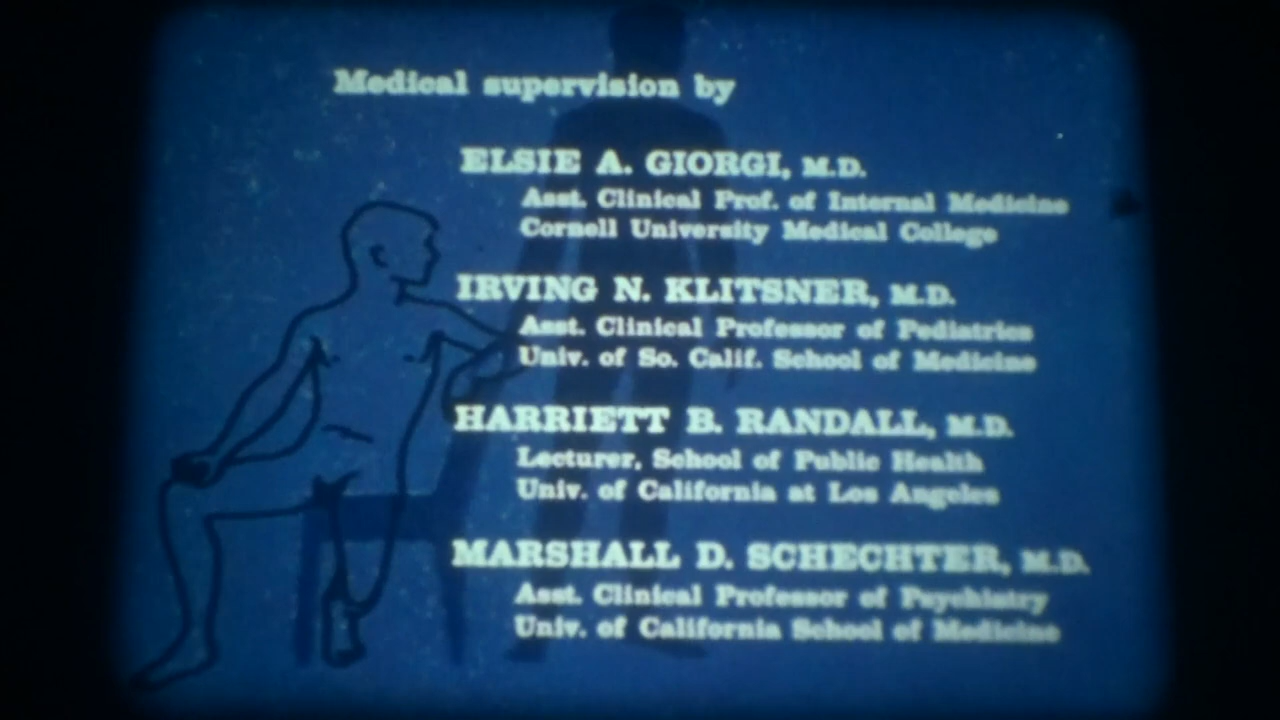 Medical supervision by
ELSIE A. GIORGI, M.D.
Asst. Clinical Prof. of Internal Medicine
Cornell University Medical College
IRVING N. KLITSNER, M.D.
Asst. Clinical Professor of Pediatrics
Univ. of So. Calif. School of Medicine
HARRIETT B. RANDALL, M.D.
Lecturer, School of Public Health
Univ. of California at Los Angeles
MARSHALL D. SCHECHTER, M.D.
Asst. Clinical Professor of Psychiatry
Univ. of California School of Medicine